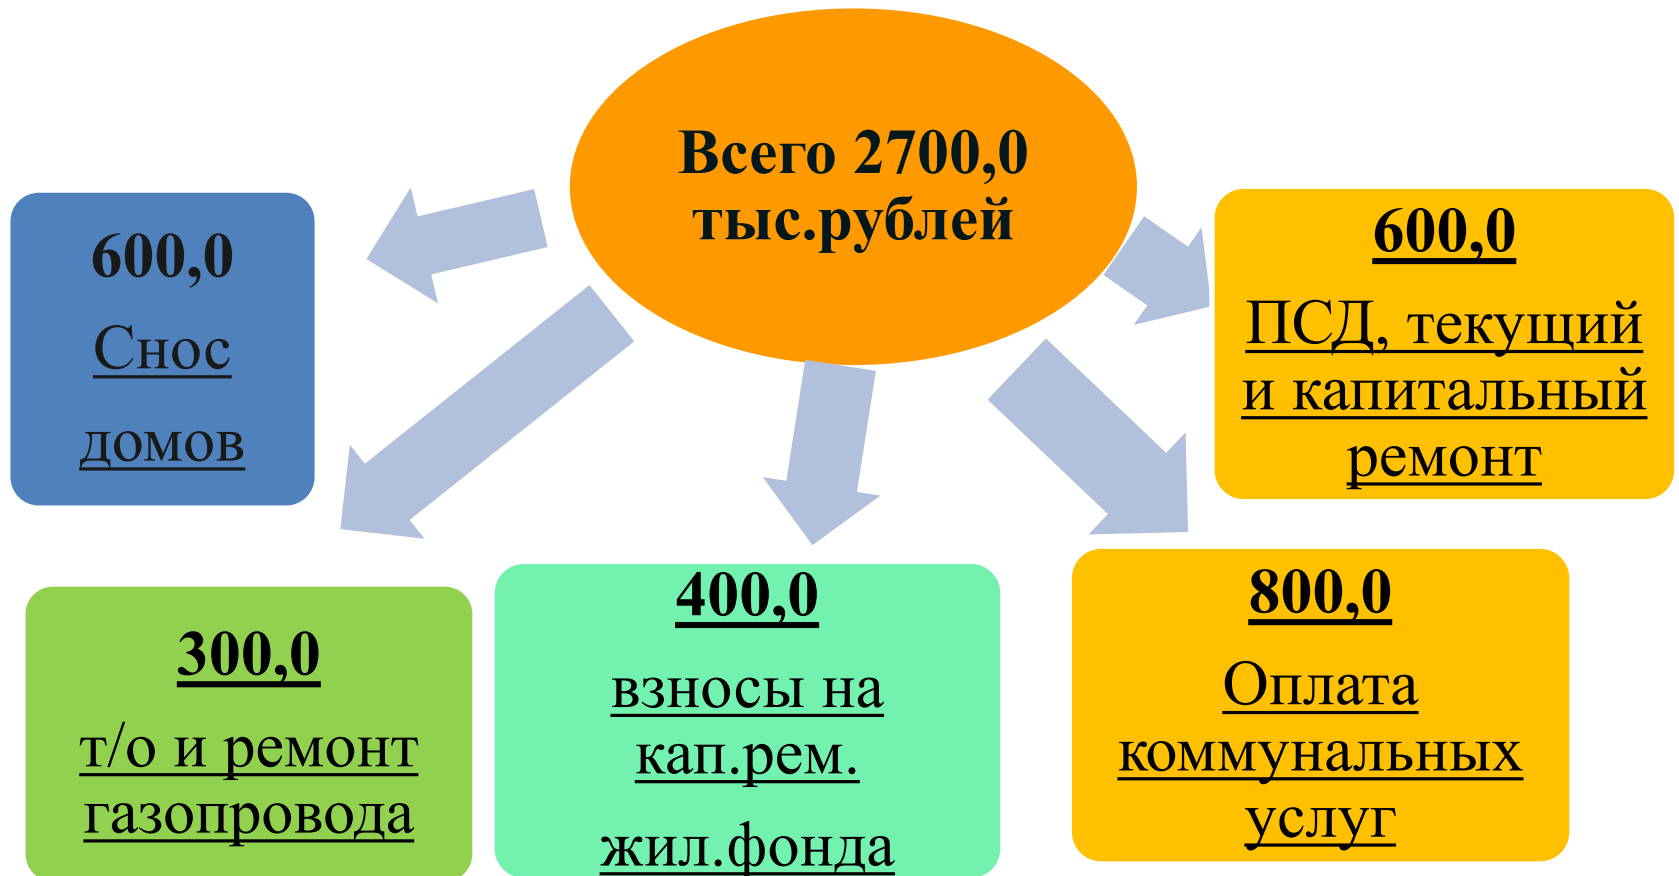 Всего 2700,0
тыс.рублей
600,0
Снос
домов
300,0
т/о и ремонт
газопровода
400,0
взносы на
кап.рем.
жил.фонда
800,0
Оплата
коммунальных
услуг
600,0
ПСД, текущий
и капитальный
ремонт